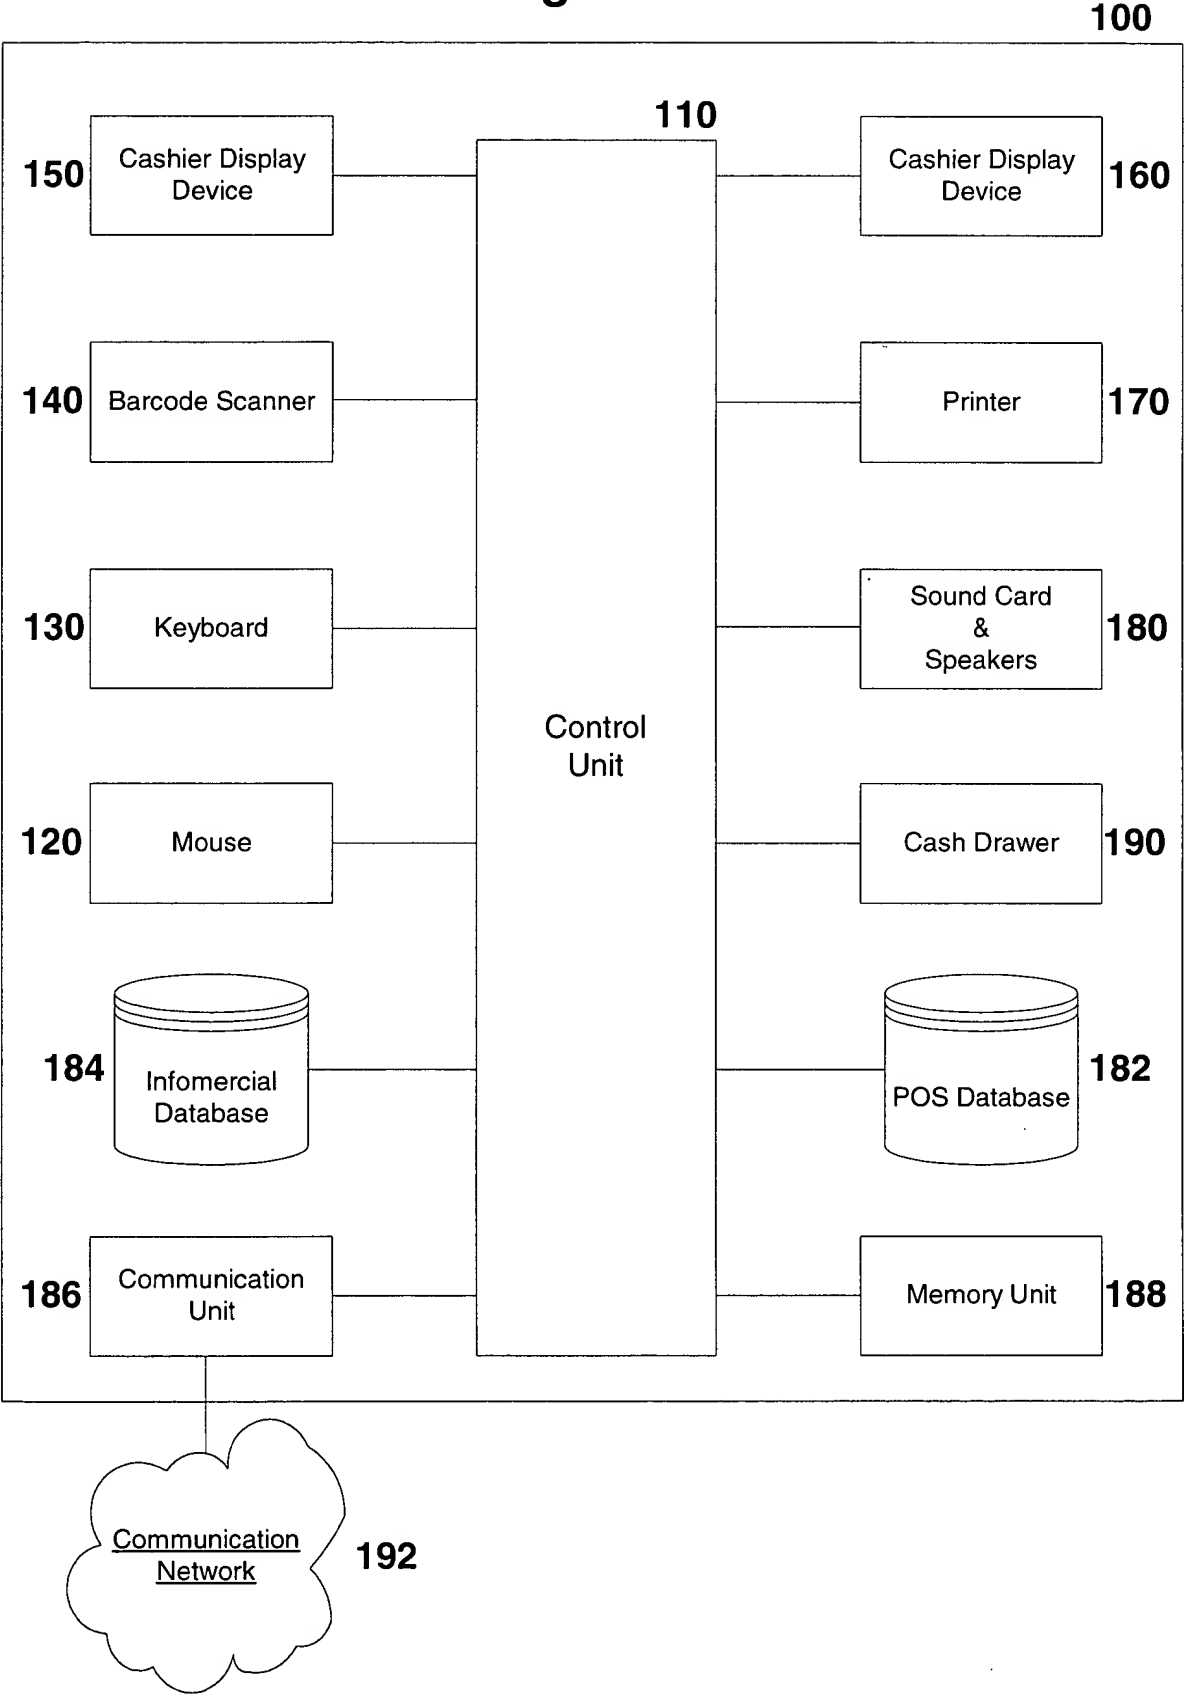 100
110
150
Cashier Display
Device
Cashier Display
Device
160
140
Barcode Scanner
Printer
170
130
Keyboard
Sound Card
&
Speakers
180
Control
Unit
120
Mouse
Cash Drawer
190
184
Infomercial
Database
POS Database
182
186
Communication
Unit
Memory Unit
188
Communication
Network
192